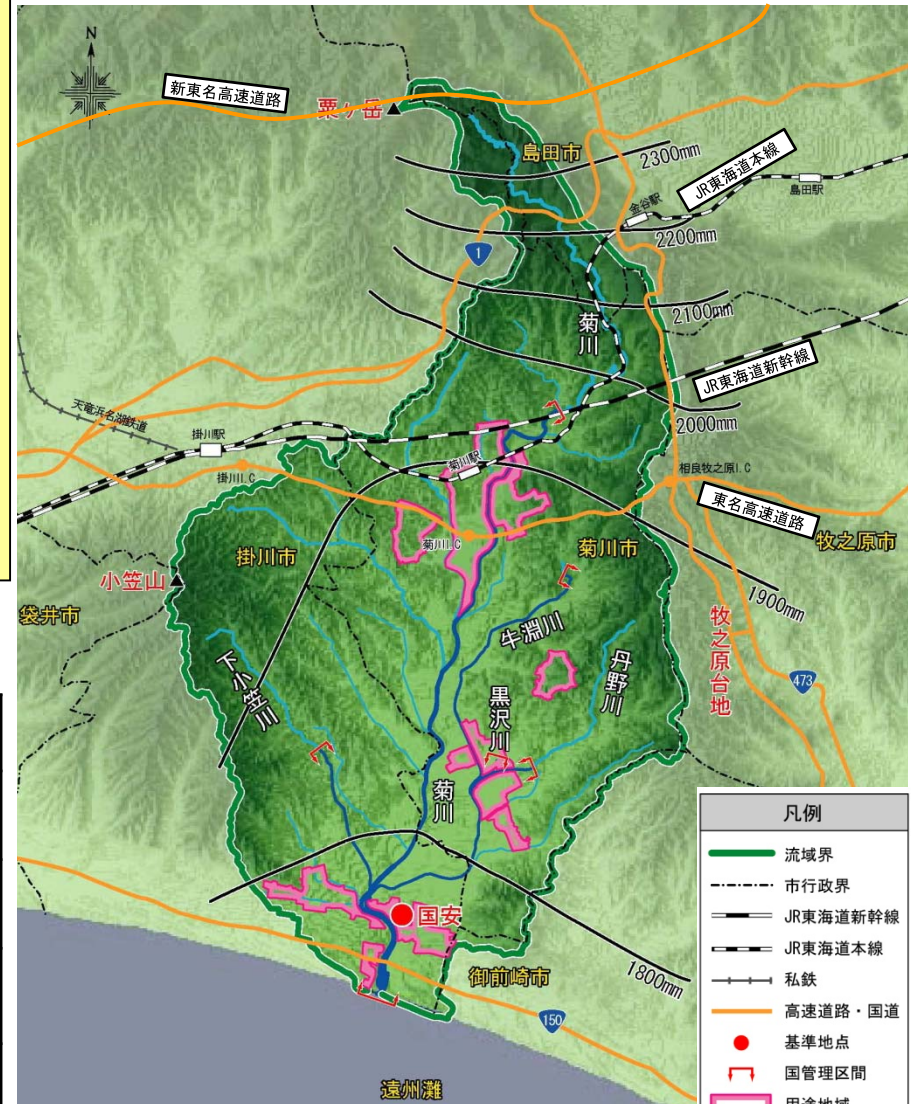 N
新東名高速道路
粟ヶ岳
島田市
2300mm
JR東海道本線
島田駅
金谷駅
2200mm
1
2100mm
菊川
JR東海道新幹線
2000mm
天竜浜名湖鉄道
掛川駅
掛川I.C
菊川駅
相良牧之原I.C
東名高速道路
牧之原市
菊川I.C
掛川市
菊川市
小笠山
袋井市
1900mm
牛淵川
牧之原台地
下小笠川
丹野川
473
黒沢川
菊川
国安
1800mm
御前崎市
150
遠州灘
凡例
流域界
市行政界
JR東海道新幹線
JR東海道本線
私鉄
高速道路・国道
基準地点
国管理区間
用途地域